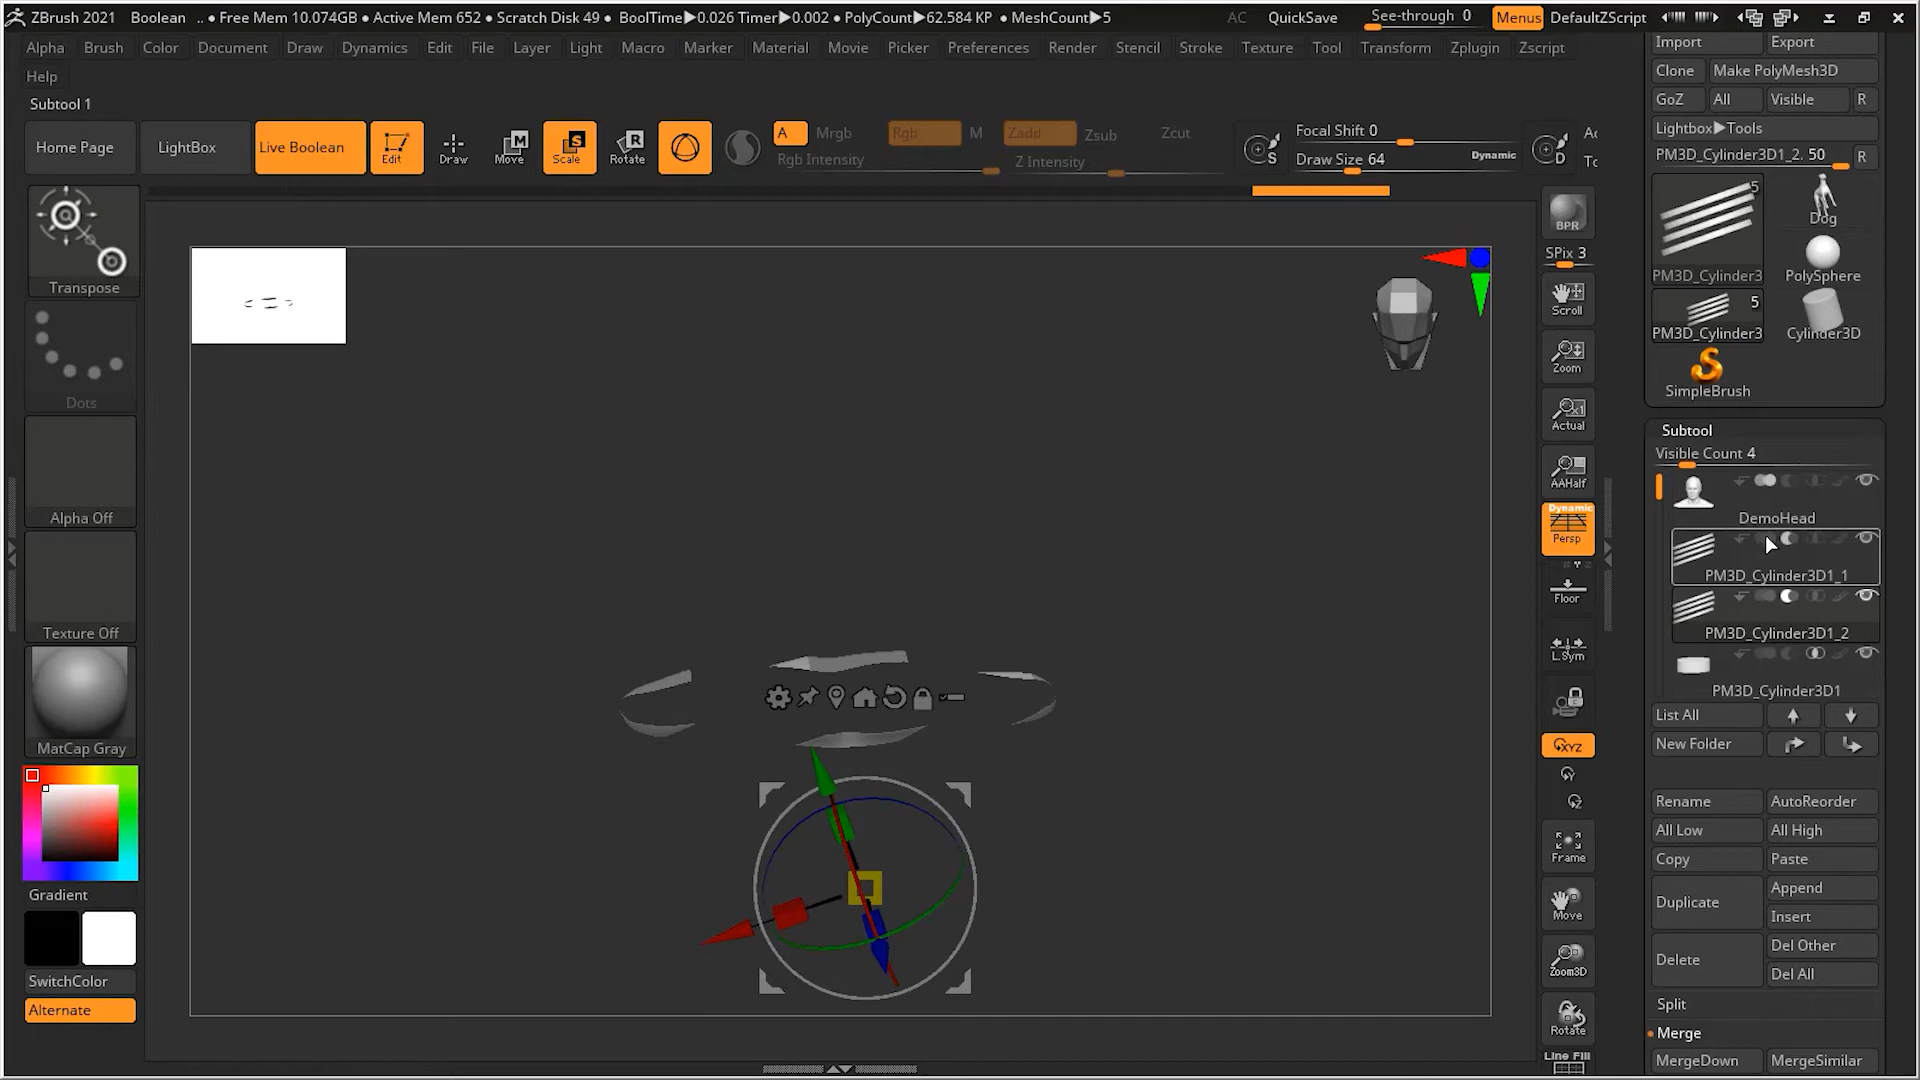 ZBrush 2021 Boolean .. ● Free Mem 10.074GB ● Active Mem 652 ● Scratch Disk 49 ● BoolTime▶0.026 Timer▶0.002 ● PolyCount▶62.584 KP ● MeshCount▶5 AC QuickSave See-through 0 Menus DefaultZScript
Alpha Brush Color Document Draw Dynamics Edit File Layer Light Macro Marker Material Movie Picker Preferences Render Stencil Stroke Texture Tool Transform Zplugin Zscript
Help
Subtool 1
Home Page
LightBox
Live Boolean
Edit
Draw
M
Move
S
Scale
R
Rotate
A Mrgb Rgb M Zadd Zsub Zcut
Rgb Intensity Z Intensity
S
Focal Shift 0
Draw Size 64 Dynamic
D
Ac
To
Transpose
Dots
Alpha Off
Texture Off
MatCap Gray
Gradient
SwitchColor
Alternate
BPR
SPix 3
Scroll
Zoom
x1
Actual
AAHalf
Dynamic
Persp
Floor
L.Sym
XYZ
Frame
Move
Zoom3D
Rotate
Line Fill
Import Export
Clone Make PolyMesh3D
GoZ All Visible R
Lightbox▶Tools
PM3D_Cylinder3D1_2. 50 R
5
PM3D_Cylinder3
Dog
PolySphere
5
PM3D_Cylinder3
Cylinder3D
SimpleBrush
Subtool
Visible Count 4
DemoHead
PM3D_Cylinder3D1_1
PM3D_Cylinder3D1_2
PM3D_Cylinder3D1
List All
New Folder
Rename AutoReorder
All Low All High
Copy Paste
Duplicate Append
Insert
Delete Del Other
Del All
Split
Merge
MergeDown MergeSimilar